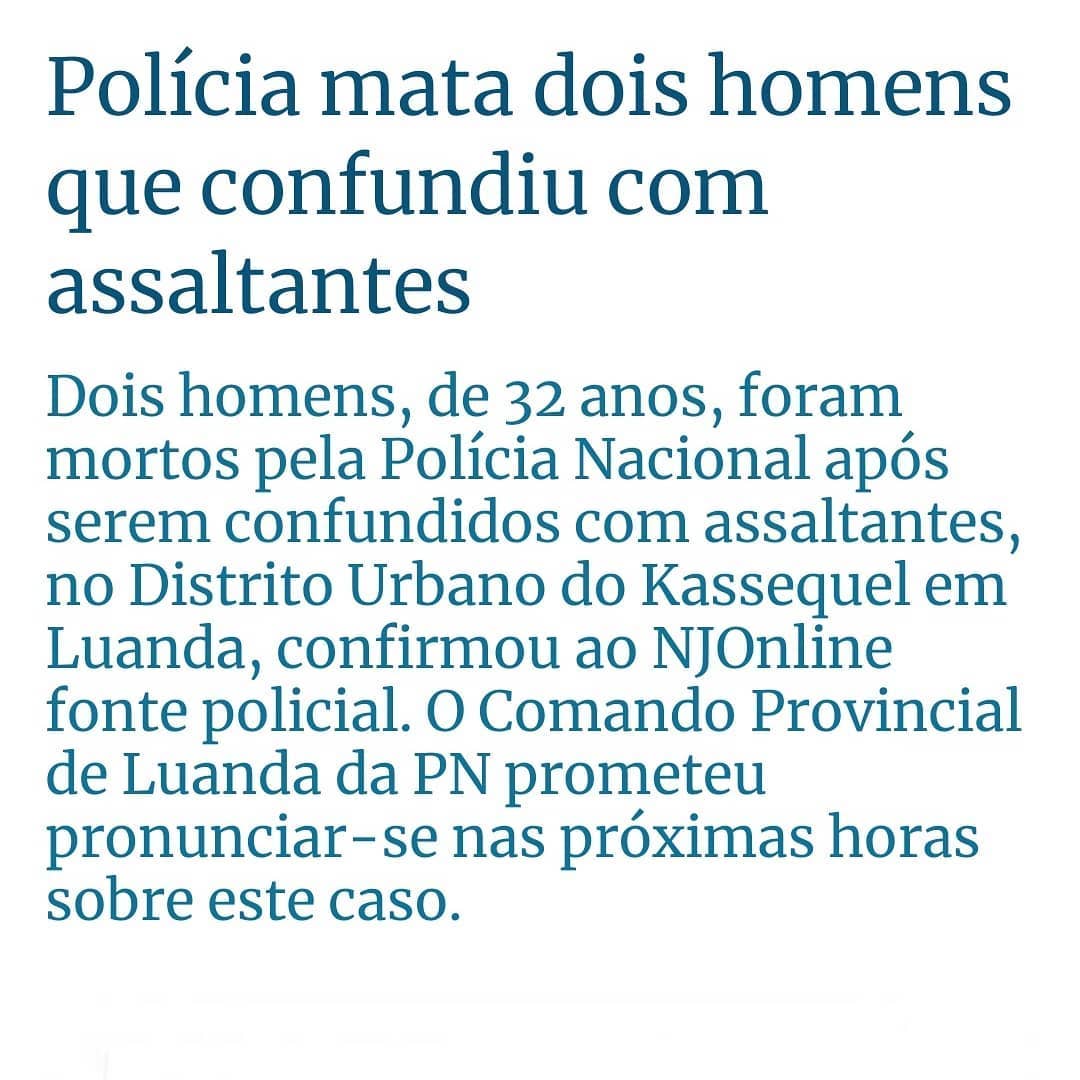 Polícia mata dois homens
que confundiu com
assaltantes
Dois homens, de 32 anos, foram
mortos pela Polícia Nacional após
serem confundidos com assaltantes,
no Distrito Urbano do Kassequel em
Luanda, confirmou ao NJOnline
fonte policial. O Comando Provincial
de Luanda da PN prometeu
pronunciar-se nas próximas horas
sobre este caso.